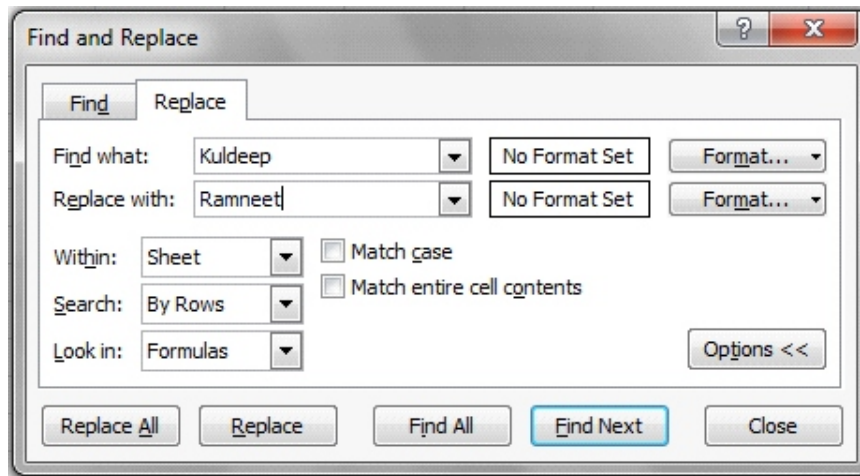 Find and Replace
Find Replace
Find what: Kuldeep No Format Set Format...
Replace with: Ramneet No Format Set Format...
Within: Sheet Match case
Match entire cell contents
Search: By Rows
Look in: Formulas Options <<
Replace All Replace Find All Find Next Close